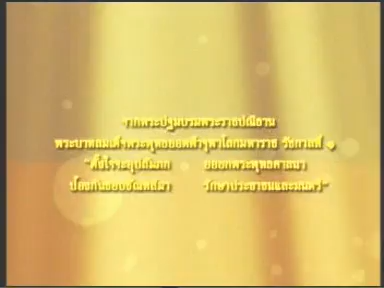 จากพระปฐมบรมพระราชปณิธาน
พระบาทสมเด็จพระพุทธยอดฟ้าจุฬาโลกมหาราช รัชกาลที่ ๑
"ตั้งใจจะอุปถัมภก ยอยกพระพุทธศาสนา
ป้องกันขอบขัณฑสีมา รักษาประชาชนและมนตรี"